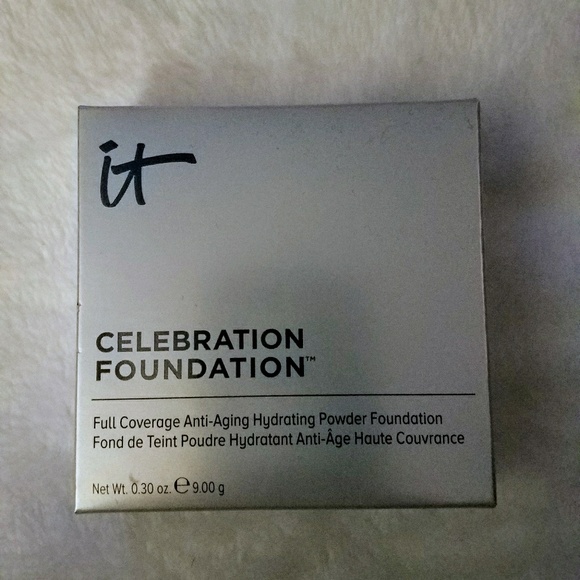 it
CELEBRATION
FOUNDATION™
Full Coverage Anti-Aging Hydrating Powder Foundation
Fond de Teint Poudre Hydratant Anti-Âge Haute Couvrance
Net Wt. 0.30 oz. ℮ 9.00 g